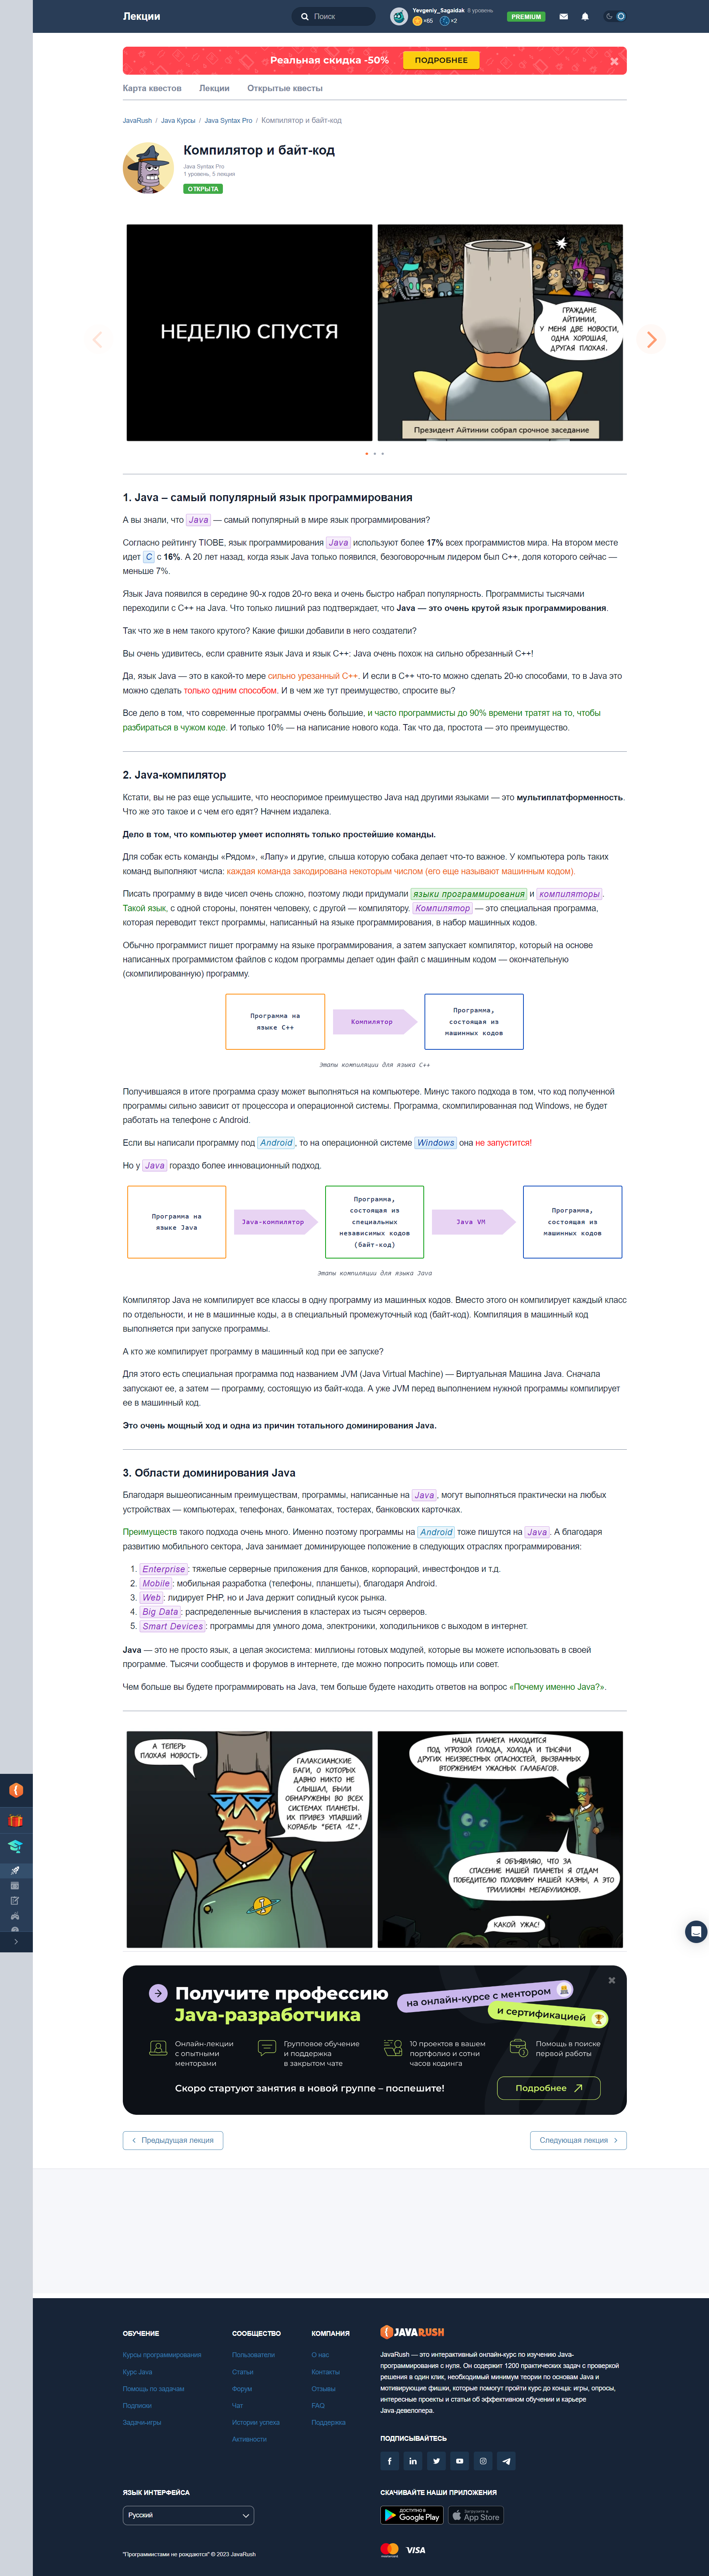 Лекции
Поиск
Yevgeniy_Sagaidak 8 уровень
×65 ×2
PREMIUM
Реальная скидка -50% ПОДРОБНЕЕ
Карта квестов Лекции Открытые квесты
JavaRush / Java Курсы / Java Syntax Pro / Компилятор и байт-код
Компилятор и байт-код
Java Syntax Pro
1 уровень, 5 лекция
ОТКРЫТА
НЕДЕЛЮ СПУСТЯ
ГРАЖДАНЕ
АЙТИНИИ,
У МЕНЯ ДВЕ НОВОСТИ,
ОДНА ХОРОШАЯ,
ДРУГАЯ ПЛОХАЯ.
Президент Айтинии собрал срочное заседание
1. Java – самый популярный язык программирования
А вы знали, что Java — самый популярный в мире язык программирования?
Согласно рейтингу TIOBE, язык программирования Java используют более 17% всех программистов мира. На втором месте
идет C с 16%. А 20 лет назад, когда язык Java только появился, безоговорочным лидером был C++, доля которого сейчас —
меньше 7%.
Язык Java появился в середине 90-х годов 20-го века и очень быстро набрал популярность. Программисты тысячами
переходили с C++ на Java. Что только лишний раз подтверждает, что Java — это очень крутой язык программирования.
Так что же в нем такого крутого? Какие фишки добавили в него создатели?
Вы очень удивитесь, если сравните язык Java и язык C++: Java очень похож на сильно обрезанный C++!
Да, язык Java — это в какой-то мере сильно урезанный C++. И если в C++ что-то можно сделать 20-ю способами, то в Java это
можно сделать только одним способом. И в чем же тут преимущество, спросите вы?
Все дело в том, что современные программы очень большие, и часто программисты до 90% времени тратят на то, чтобы
разбираться в чужом коде. И только 10% — на написание нового кода. Так что да, простота — это преимущество.
2. Java-компилятор
Кстати, вы не раз еще услышите, что неоспоримое преимущество Java над другими языками — это мультиплатформенность.
Что же это такое и с чем его едят? Начнем издалека.
Дело в том, что компьютер умеет исполнять только простейшие команды.
Для собак есть команды «Рядом», «Лапу» и другие, слыша которую собака делает что-то важное. У компьютера роль таких
команд выполняют числа: каждая команда закодирована некоторым числом (его еще называют машинным кодом).
Писать программу в виде чисел очень сложно, поэтому люди придумали языки программирования и компиляторы.
Такой язык, с одной стороны, понятен человеку, с другой — компилятору. Компилятор — это специальная программа,
которая переводит текст программы, написанный на языке программирования, в набор машинных кодов.
Обычно программист пишет программу на языке программирования, а затем запускает компилятор, который на основе
написанных программистом файлов с кодом программы делает один файл с машинным кодом — окончательную
(скомпилированную) программу.
Программа на
языке C++
Компилятор
Программа,
состоящая из
машинных кодов
Этапы компиляции для языка C++
Получившаяся в итоге программа сразу может выполняться на компьютере. Минус такого подхода в том, что код полученной
программы сильно зависит от процессора и операционной системы. Программа, скомпилированная под Windows, не будет
работать на телефоне с Android.
Если вы написали программу под Android, то на операционной системе Windows она не запустится!
Но у Java гораздо более инновационный подход.
Программа на
языке Java
Java-компилятор
Программа,
состоящая из
специальных
независимых кодов
(байт-код)
Java VM
Программа,
состоящая из
машинных кодов
Этапы компиляции для языка Java
Компилятор Java не компилирует все классы в одну программу из машинных кодов. Вместо этого он компилирует каждый класс
по отдельности, и не в машинные коды, а в специальный промежуточный код (байт-код). Компиляция в машинный код
выполняется при запуске программы.
А кто же компилирует программу в машинный код при ее запуске?
Для этого есть специальная программа под названием JVM (Java Virtual Machine) — Виртуальная Машина Java. Сначала
запускают ее, а затем — программу, состоящую из байт-кода. А уже JVM перед выполнением нужной программы компилирует
ее в машинный код.
Это очень мощный ход и одна из причин тотального доминирования Java.
3. Области доминирования Java
Благодаря вышеописанным преимуществам, программы, написанные на Java, могут выполняться практически на любых
устройствах — компьютерах, телефонах, банкоматах, тостерах, банковских карточках.
Преимуществ такого подхода очень много. Именно поэтому программы на Android тоже пишутся на Java. А благодаря
развитию мобильного сектора, Java занимает доминирующее положение в следующих отраслях программирования:
1. Enterprise: тяжелые серверные приложения для банков, корпораций, инвестфондов и т.д.
2. Mobile: мобильная разработка (телефоны, планшеты), благодаря Android.
3. Web: лидирует PHP, но и Java держит солидный кусок рынка.
4. Big Data: распределенные вычисления в кластерах из тысяч серверов.
5. Smart Devices: программы для умного дома, электроники, холодильников с выходом в интернет.
Java — это не просто язык, а целая экосистема: миллионы готовых модулей, которые вы можете использовать в своей
программе. Тысячи сообществ и форумов в интернете, где можно попросить помощь или совет.
Чем больше вы будете программировать на Java, тем больше будете находить ответов на вопрос «Почему именно Java?».
А ТЕПЕРЬ
ПЛОХАЯ НОВОСТЬ.
ГАЛАКСИАНСКИЕ
БАГИ, О КОТОРЫХ
ДАВНО НИКТО НЕ
СЛЫШАЛ, БЫЛИ
ОБНАРУЖЕНЫ ВО ВСЕХ
СИСТЕМАХ ПЛАНЕТЫ.
ИХ ПРИВЕЗ УПАВШИЙ
КОРАБЛЬ "БЕТА 12".
НАША ПЛАНЕТА НАХОДИТСЯ
ПОД УГРОЗОЙ ГОЛОДА, ХОЛОДА И ТЫСЯЧИ
ДРУГИХ НЕИЗВЕСТНЫХ ОПАСНОСТЕЙ, ВЫЗВАННЫХ
ВТОРЖЕНИЕМ УЖАСНЫХ ГАЛАБАГОВ.
Я ОБЪЯВЛЯЮ, ЧТО ЗА
СПАСЕНИЕ НАШЕЙ ПЛАНЕТЫ Я ОТДАМ
ПОБЕДИТЕЛЮ ПОЛОВИНУ НАШЕЙ КАЗНЫ, А ЭТО
ТРИЛЛИОНЫ МЕГАБУЛИОНОВ.
КАКОЙ УЖАС!
Получите профессию
Java-разработчика
на онлайн-курсе с ментором
и сертификацией
Онлайн-лекции
с опытными
менторами
Групповое обучение
и поддержка
в закрытом чате
10 проектов в вашем
портфолио и сотни
часов кодинга
Помощь в поиске
первой работы
Скоро стартуют занятия в новой группе – поспешите!
Подробнее
Предыдущая лекция
Следующая лекция
ОБУЧЕНИЕ
Курсы программирования
Курс Java
Помощь по задачам
Подписки
Задачи-игры
СООБЩЕСТВО
Пользователи
Статьи
Форум
Чат
Истории успеха
Активности
КОМПАНИЯ
О нас
Контакты
Отзывы
FAQ
Поддержка
JAVARUSH
JavaRush — это интерактивный онлайн-курс по изучению Java-
программирования с нуля. Он содержит 1200 практических задач с проверкой
решения в один клик, необходимый минимум теории по основам Java и
мотивирующие фишки, которые помогут пройти курс до конца: игры, опросы,
интересные проекты и статьи об эффективном обучении и карьере
Java-девелопера.
ПОДПИСЫВАЙТЕСЬ
ЯЗЫК ИНТЕРФЕЙСА
Русский
СКАЧИВАЙТЕ НАШИ ПРИЛОЖЕНИЯ
ДОСТУПНО В
Google Play
Загрузите в
App Store
"Программистами не рождаются" © 2023 JavaRush
VISA